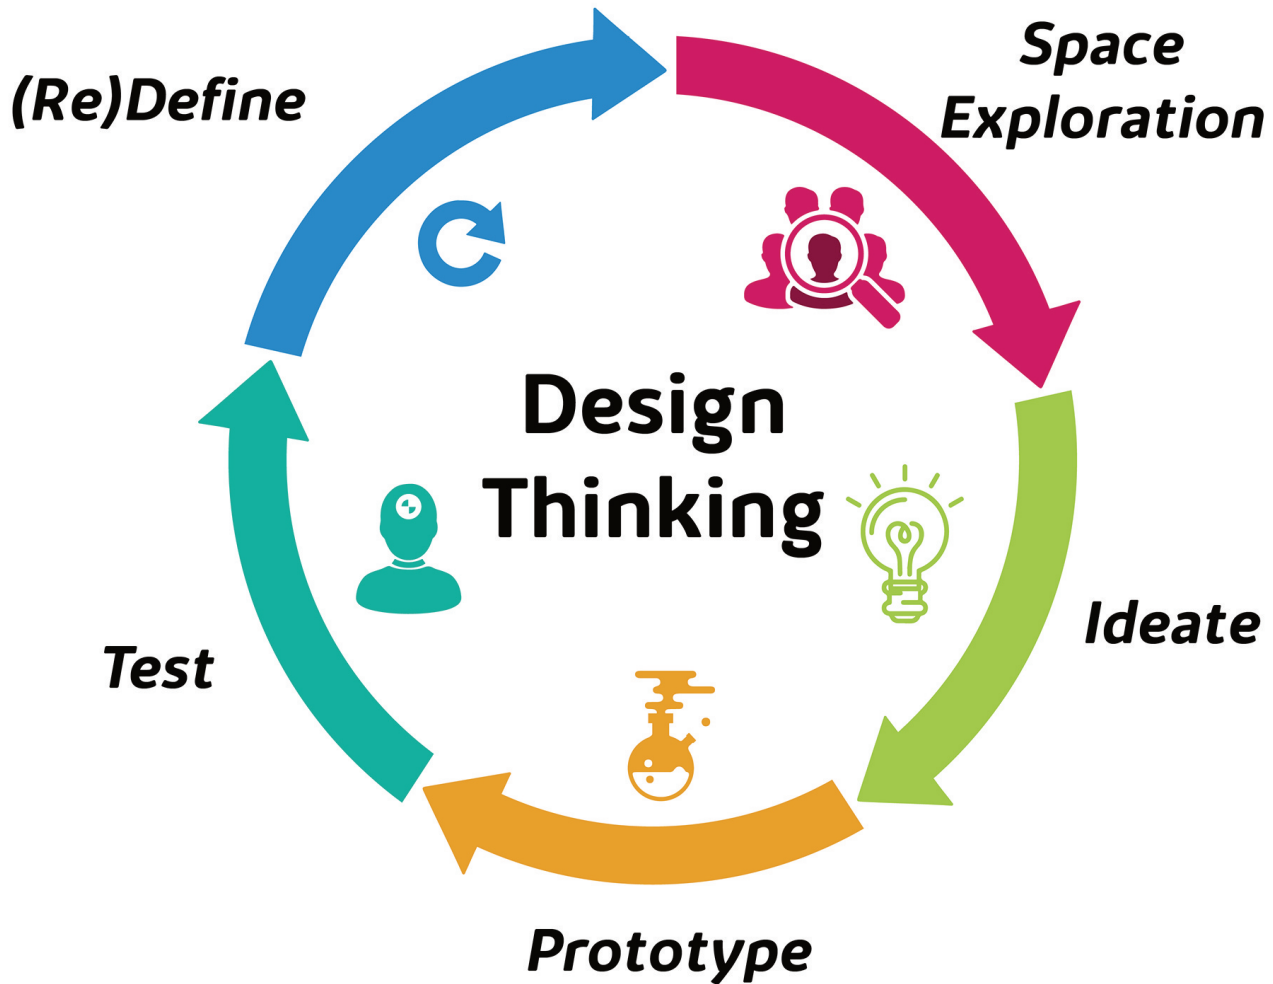 (Re)Define
Space
Exploration
Design
Thinking
Ideate
Test
Prototype